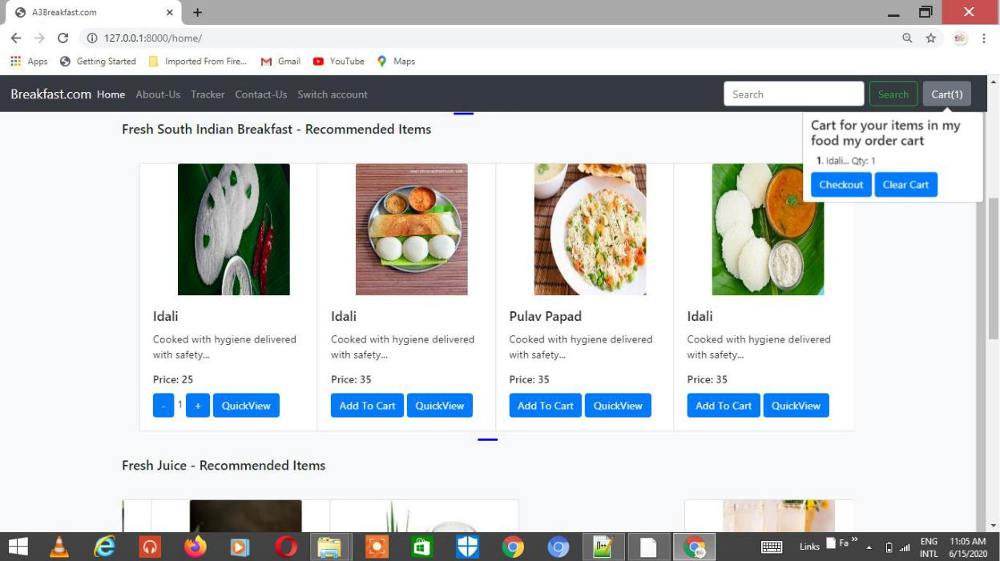 A3Breakfast.com
127.0.0.1:8000/home/
Apps Getting Started Imported From Fire... Gmail YouTube Maps
Breakfast.com Home About-Us Tracker Contact-Us Switch account Search Search Cart(1)
Fresh South Indian Breakfast - Recommended Items
Cart for your items in my
food my order cart
1. Idali... Qty: 1
Checkout Clear Cart
Idali
Cooked with hygiene delivered
with safety...
Price: 25
- 1 + QuickView
Idali
Cooked with hygiene delivered
with safety...
Price: 35
Add To Cart QuickView
Pulav Papad
Cooked with hygiene delivered
with safety...
Price: 35
Add To Cart QuickView
Idali
Cooked with hygiene delivered
with safety...
Price: 35
Add To Cart QuickView
Fresh Juice - Recommended Items
Links Fa
ENG
INTL
11:05 AM
6/15/2020